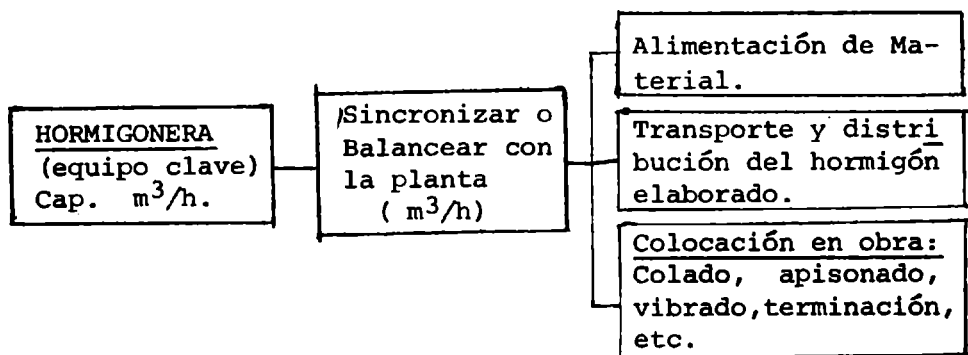 HORMIGONERA
(equipo clave)
Cap. m³/h.
Sincronizar o
Balancear con
la planta
( m³/h)
Alimentación de Ma-
terial.
Transporte y distri
bución del hormigón
elaborado.
Colocación en obra:
Colado, apisonado,
vibrado,terminación,
etc.